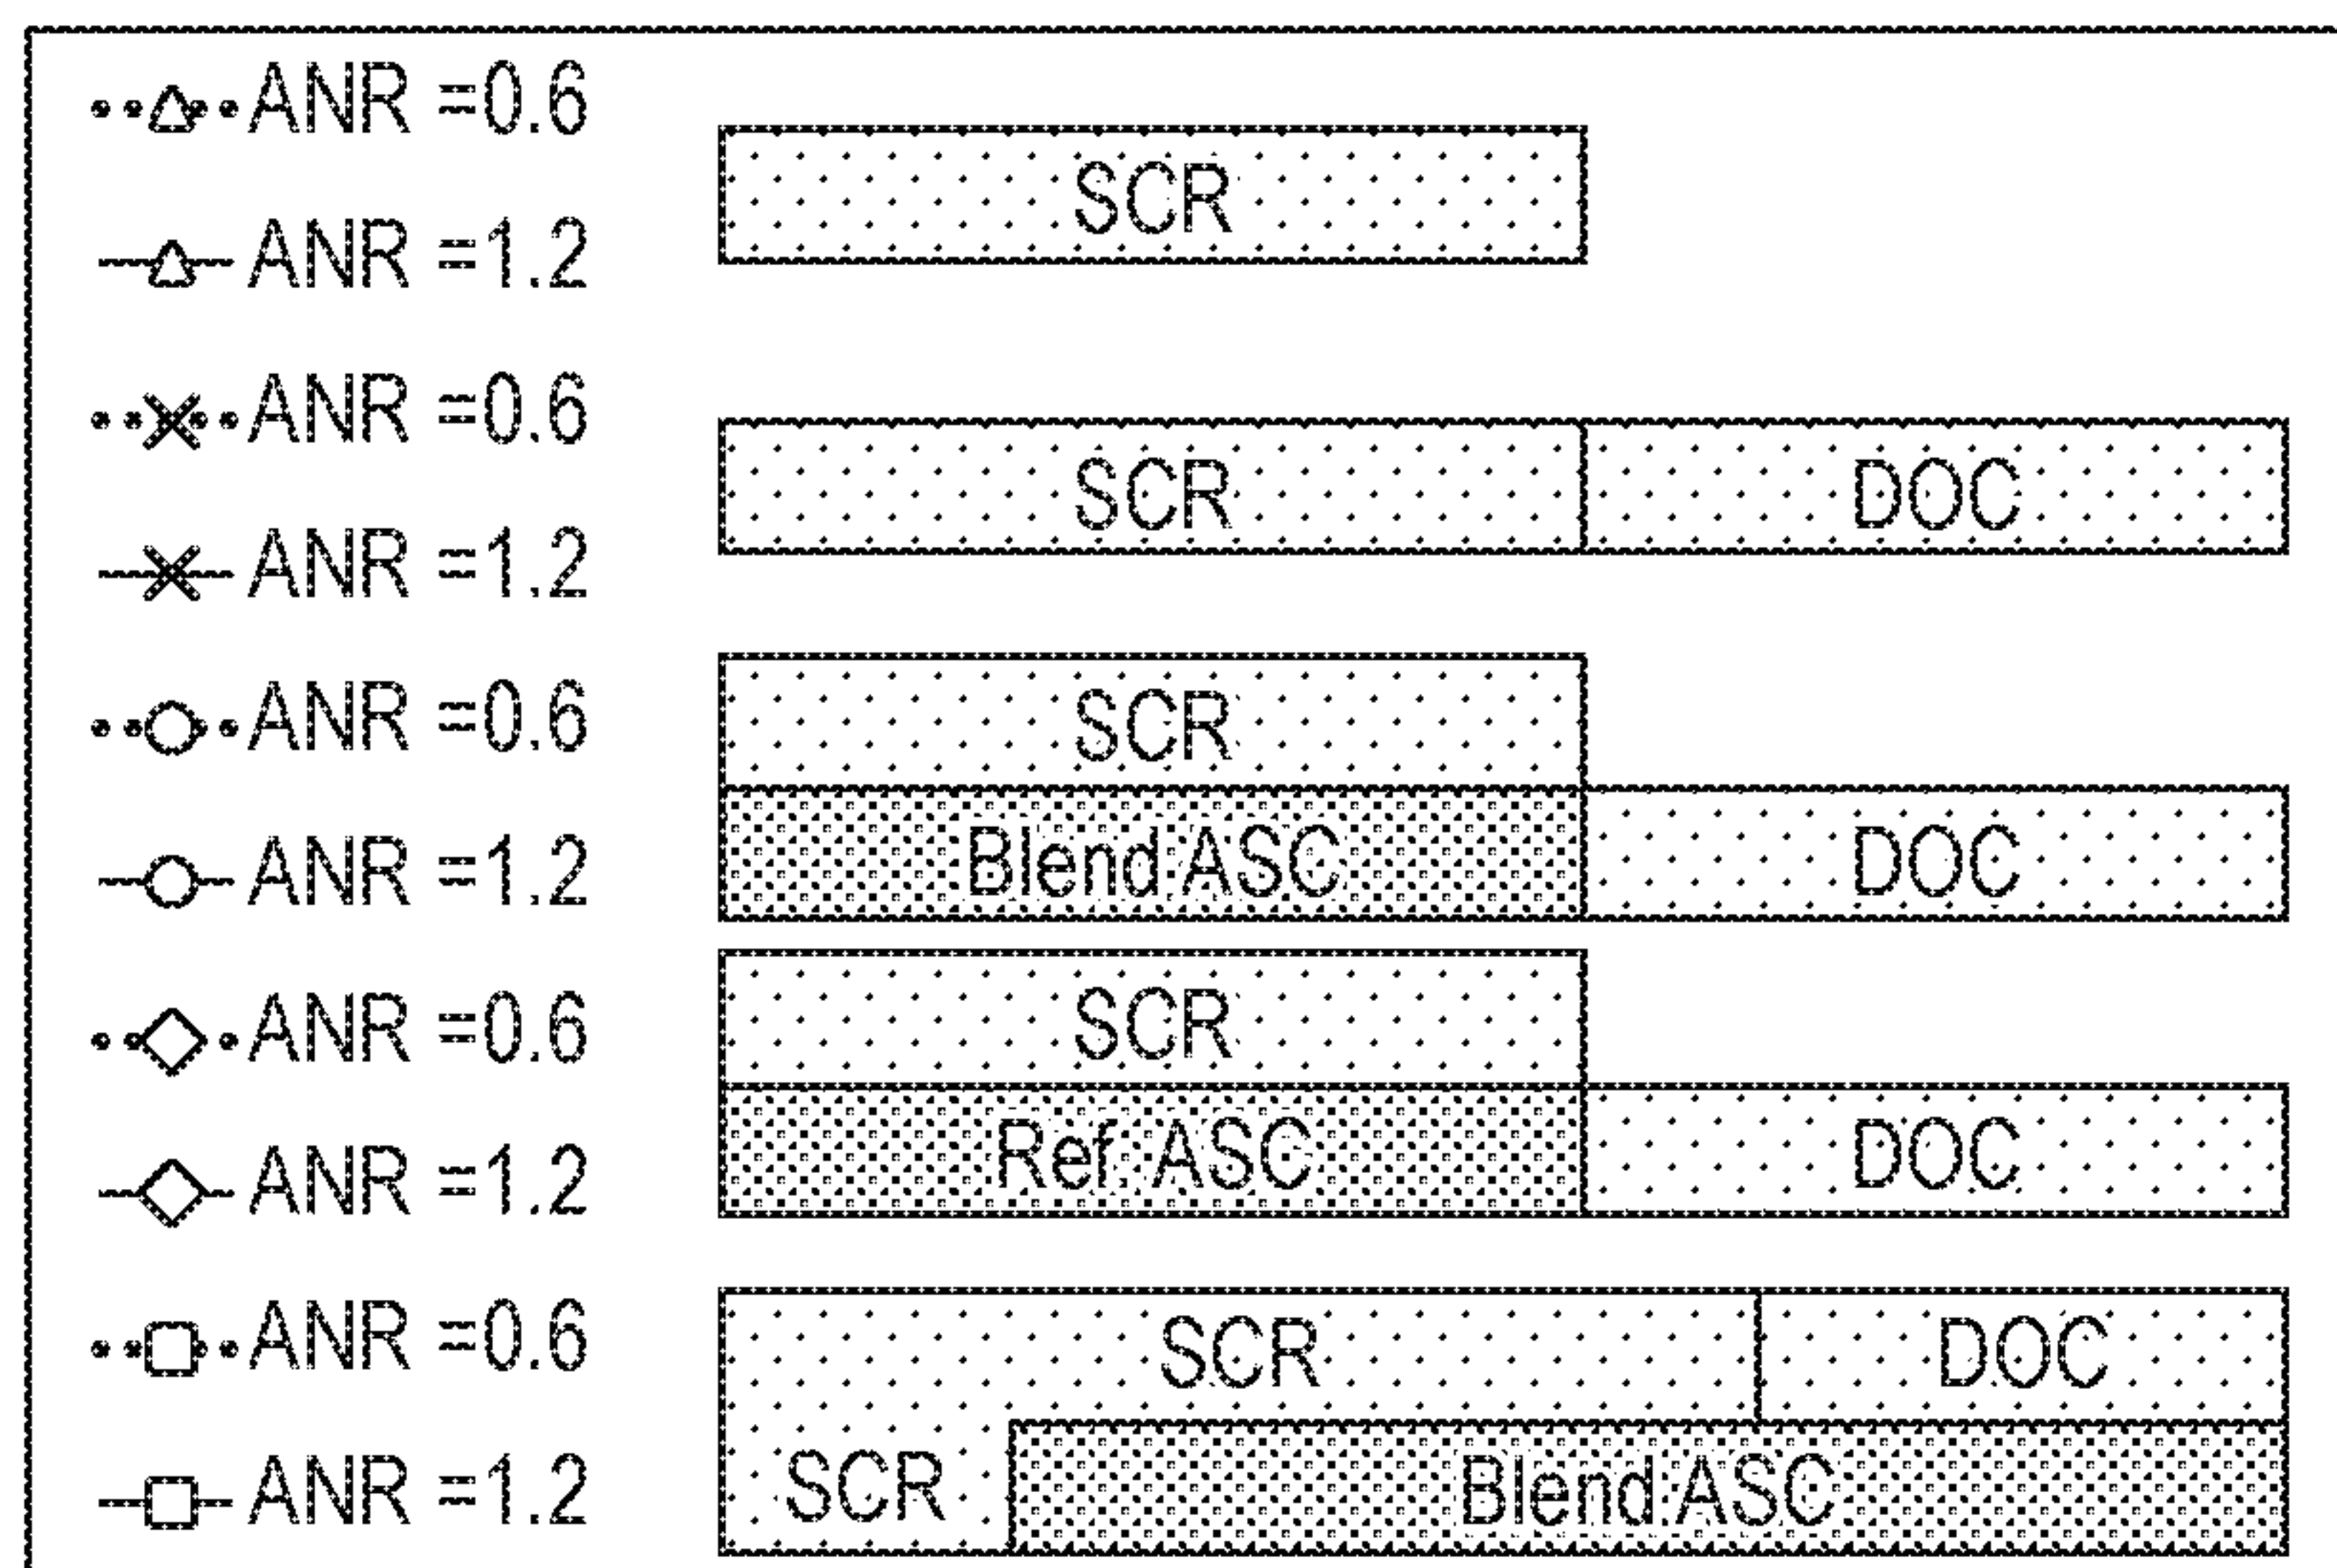 ANR =0.6
SCR
ANR =1.2
ANR =0.6
SCR DOC
ANR =1.2
ANR =0.6
SCR
ANR =1.2
Blend ASC DOC
ANR =0.6
SCR
ANR =1.2
Ref. ASC DOC
ANR =0.6
SCR DOC
ANR =1.2
SCR Blend ASC